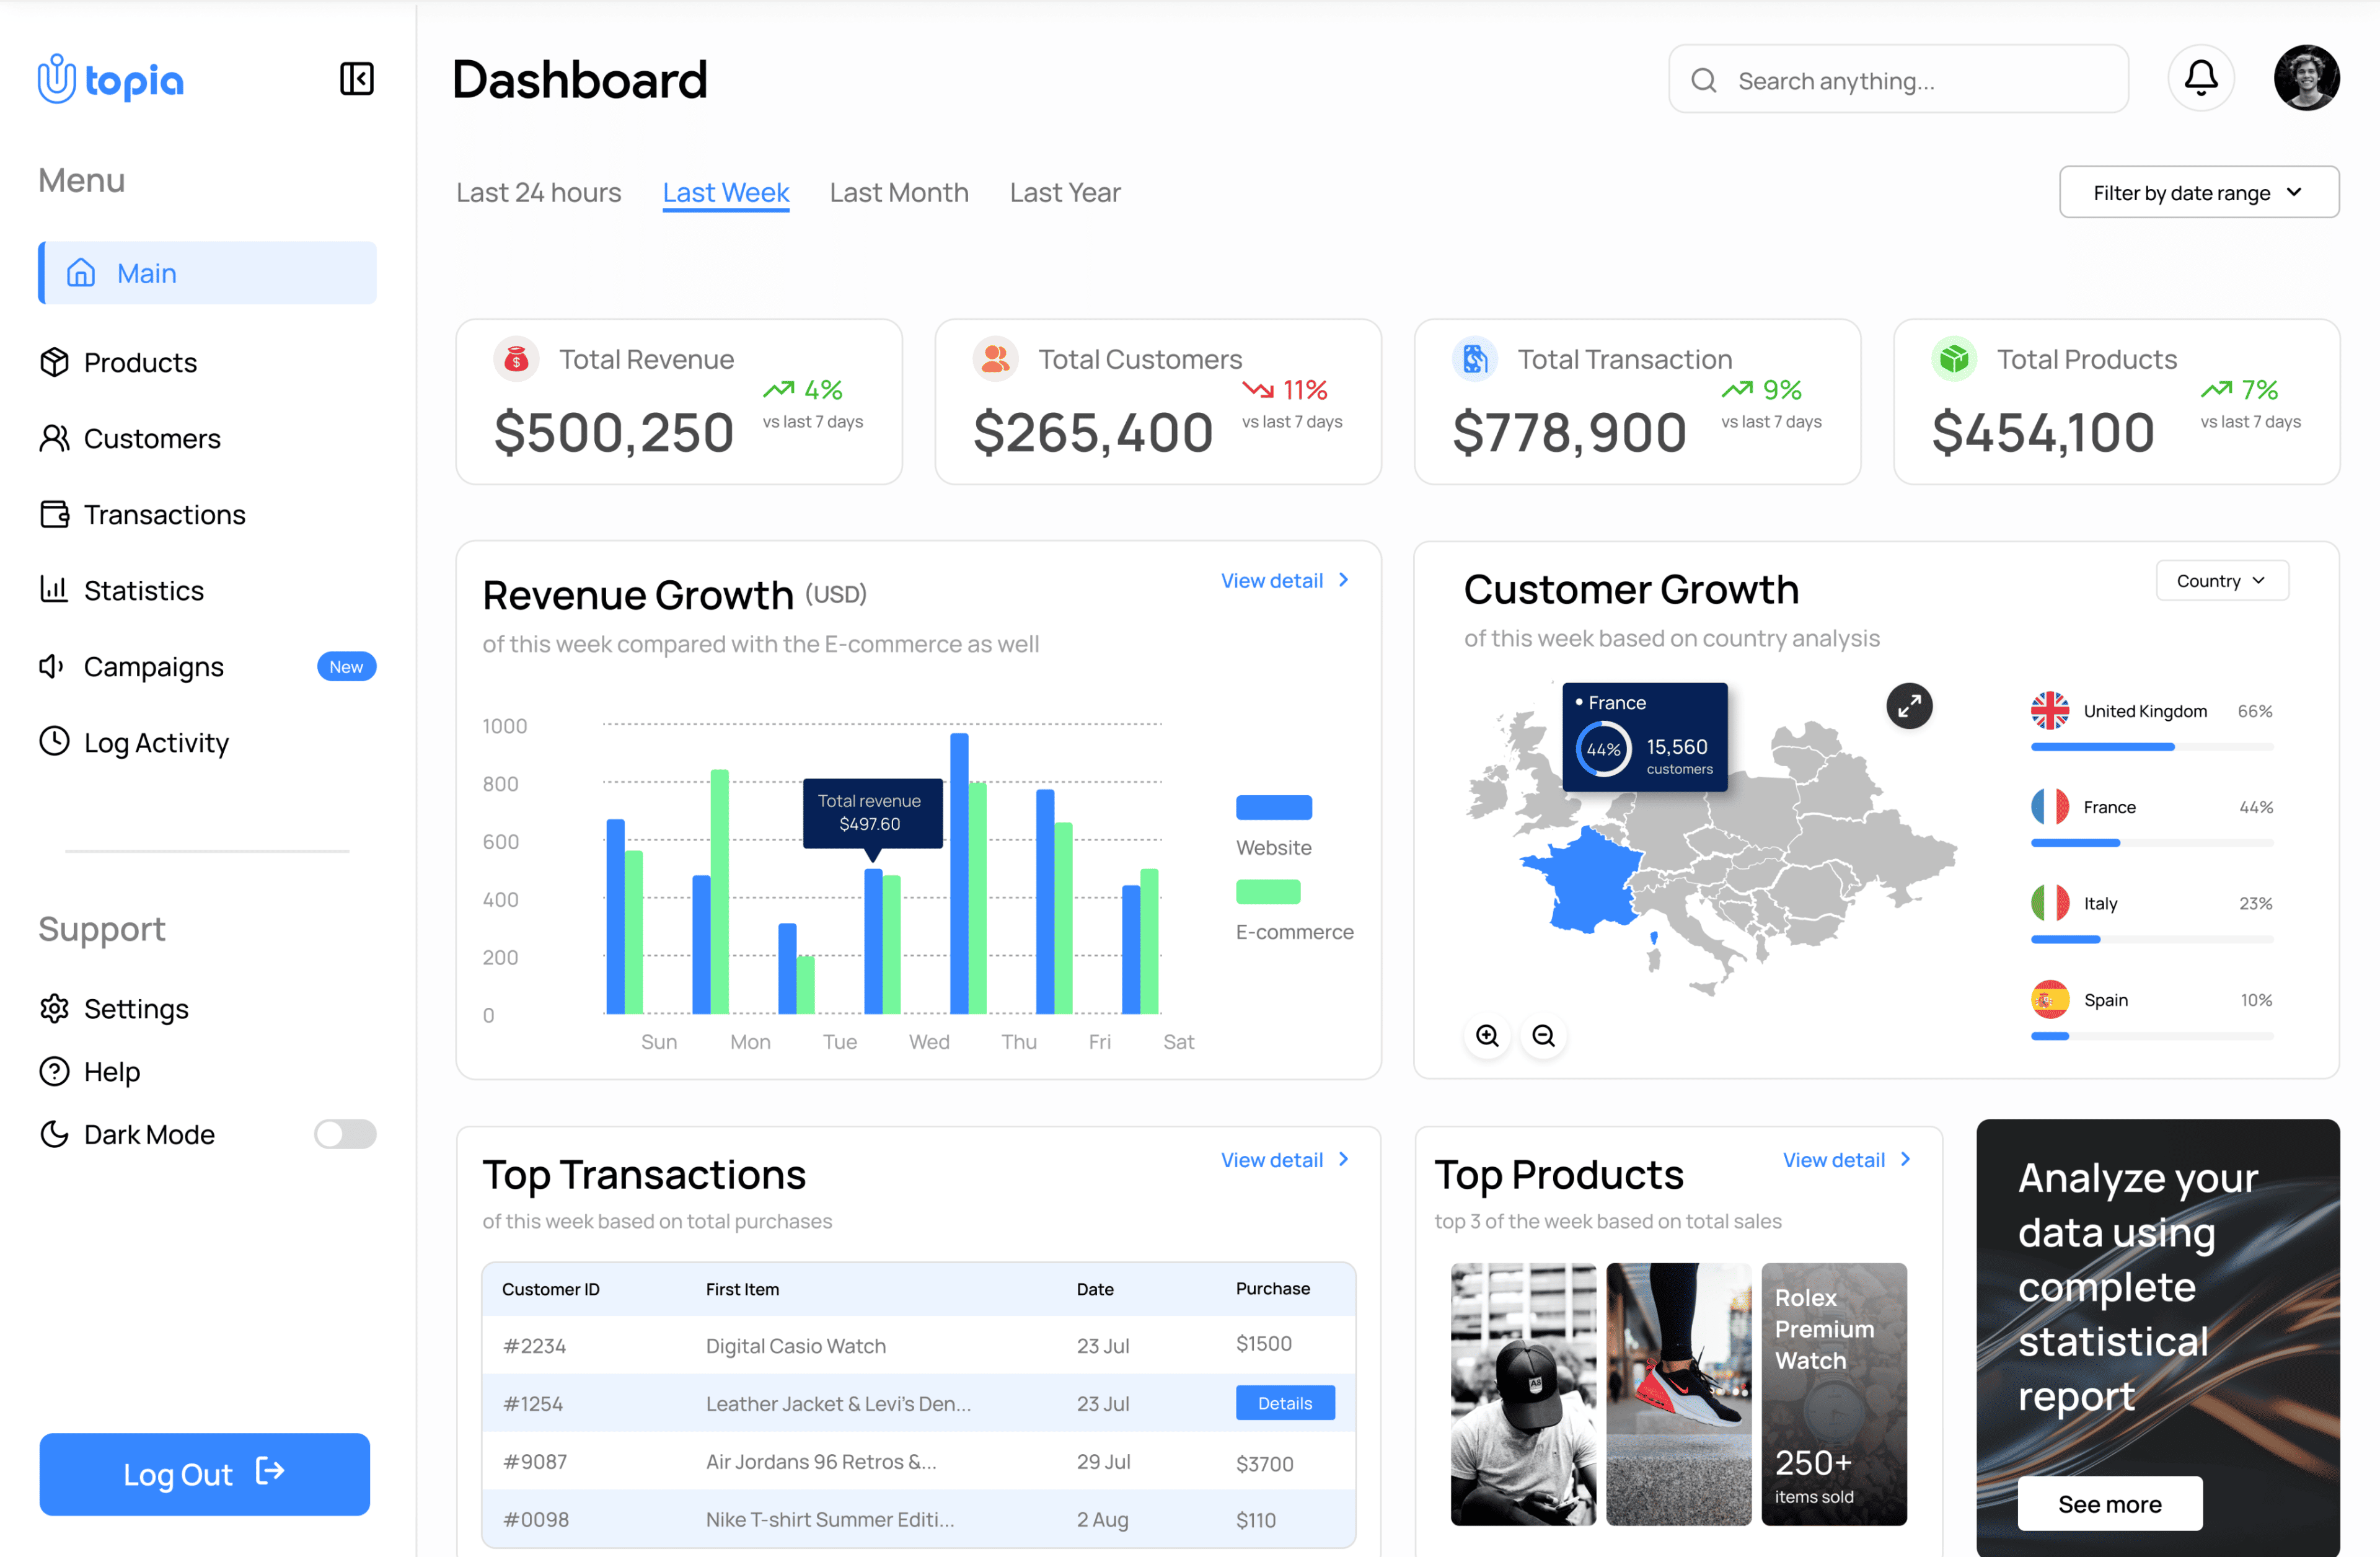 topia
Menu
Main
Products
Customers
Transactions
Statistics
Campaigns New
Log Activity
Support
Settings
Help
Dark Mode
Log Out
Dashboard
Search anything...
Last 24 hours Last Week Last Month Last Year
Filter by date range
Total Revenue
4%
$500,250
vs last 7 days
Total Customers
11%
$265,400
vs last 7 days
Total Transaction
9%
$778,900
vs last 7 days
Total Products
7%
$454,100
vs last 7 days
Revenue Growth (USD)
View detail
of this week compared with the E-commerce as well
1000
800
600
400
200
0
Total revenue
$497.60
Sun Mon Tue Wed Thu Fri Sat
Website
E-commerce
Customer Growth
Country
of this week based on country analysis
France
44%
15,560
customers
United Kingdom 66%
France 44%
Italy 23%
Spain 10%
Top Transactions
View detail
of this week based on total purchases
Customer ID First Item Date Purchase
#2234 Digital Casio Watch 23 Jul $1500
#1254 Leather Jacket & Levi's Den... 23 Jul Details
#9087 Air Jordans 96 Retros &... 29 Jul $3700
#0098 Nike T-shirt Summer Editi... 2 Aug $110
Top Products
View detail
top 3 of the week based on total sales
Rolex
Premium
Watch
250+
items sold
Analyze your
data using
complete
statistical
report
See more